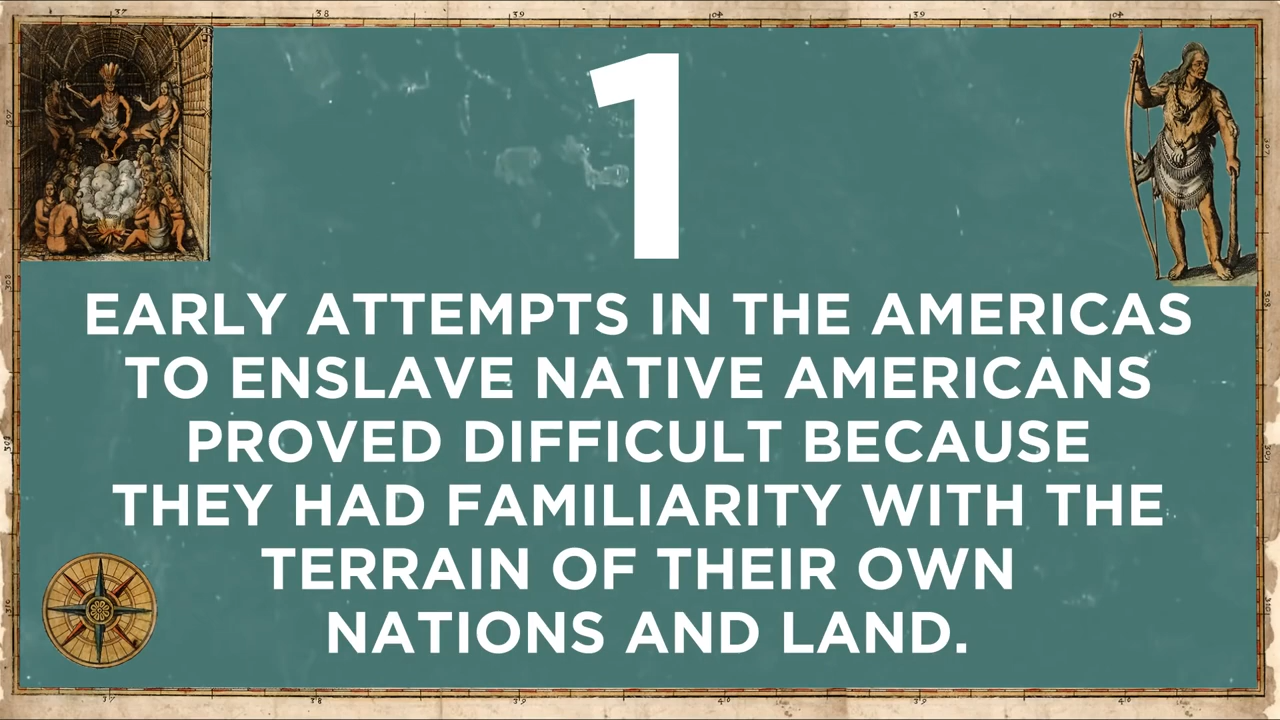 1
EARLY ATTEMPTS IN THE AMERICAS
TO ENSLAVE NATIVE AMERICANS
PROVED DIFFICULT BECAUSE
THEY HAD FAMILIARITY WITH THE
TERRAIN OF THEIR OWN
NATIONS AND LAND.